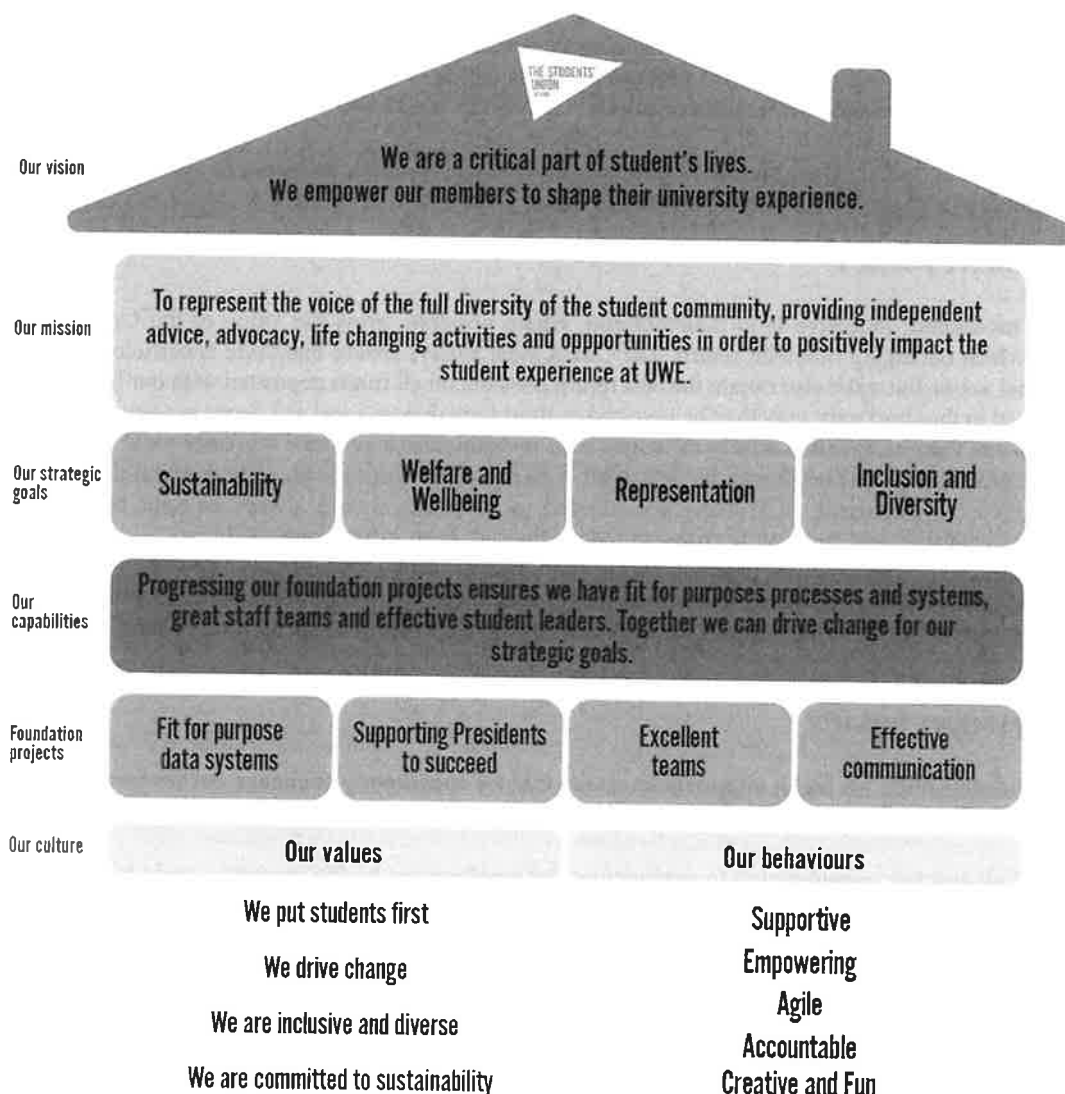 THE STUDENTS'
UNION
Our vision
We are a critical part of student's lives.
We empower our members to shape their university experience.
Our mission
To represent the voice of the full diversity of the student community, providing independent
advice, advocacy, life changing activities and oppportunities in order to positively impact the
student experience at UWE.
Our strategic
goals
Sustainability
Welfare and
Wellbeing
Representation
Inclusion and
Diversity
Our
capabilities
Progressing our foundation projects ensures we have fit for purposes processes and systems,
great staff teams and effective student leaders. Together we can drive change for our
strategic goals.
Foundation
projects
Fit for purpose
data systems
Supporting Presidents
to succeed
Excellent
teams
Effective
communication
Our culture
Our values
We put students first
We drive change
We are inclusive and diverse
We are committed to sustainability
Our behaviours
Supportive
Empowering
Agile
Accountable
Creative and Fun